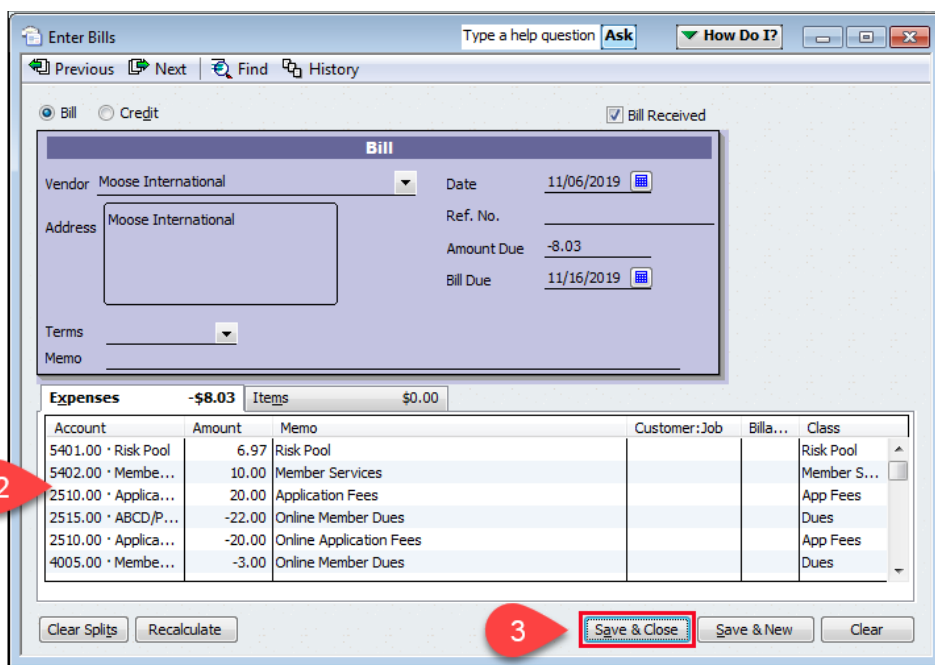 Enter Bills Type a help question Ask How Do I?
Previous Next Find History
Bill Credit Bill Received
Bill
Vendor Moose International Date 11/06/2019
Address Moose International Ref. No.
Amount Due -8.03
Bill Due 11/16/2019
Terms
Memo
Expenses -$8.03 Items $0.00
Account Amount Memo Customer:Job Billa... Class
5401.00 · Risk Pool 6.97 Risk Pool Risk Pool
5402.00 · Membe... 10.00 Member Services Member S...
2 2510.00 · Applica... 20.00 Application Fees App Fees
2515.00 · ABCD/P... -22.00 Online Member Dues Dues
2510.00 · Applica... -20.00 Online Application Fees App Fees
4005.00 · Membe... -3.00 Online Member Dues Dues
Clear Splits Recalculate 3 Save & Close Save & New Clear